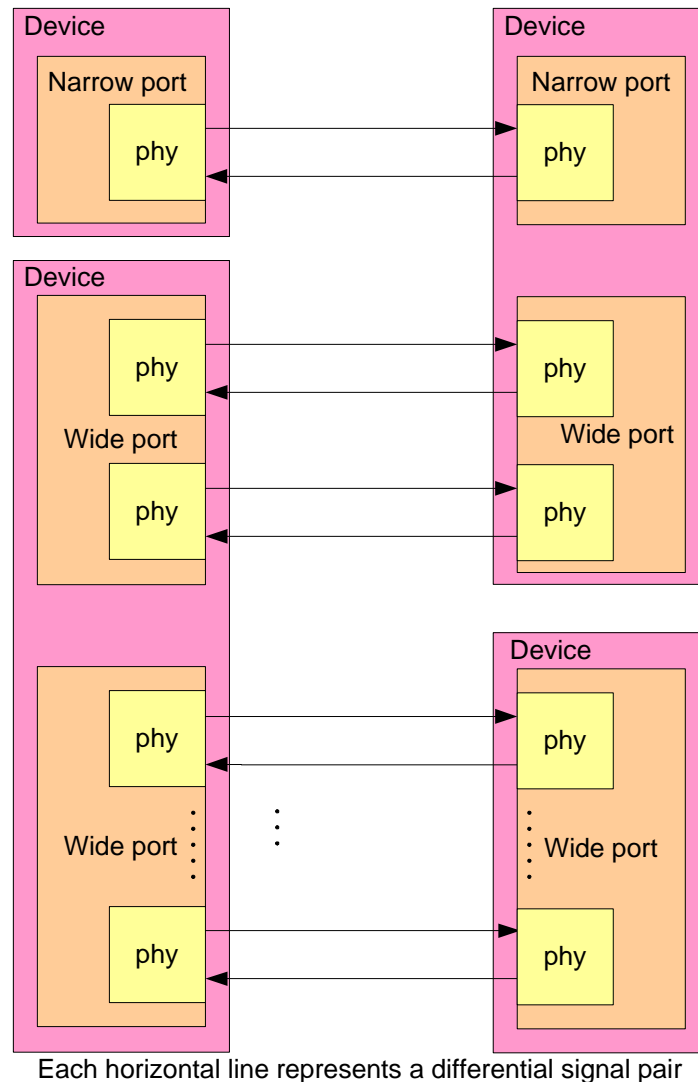 Device
Narrow port
phy
Device
Narrow port
phy
Device
phy
Wide port
phy
phy
Wide port
phy
phy
Wide port
phy
Device
phy
Wide port
phy
Each horizontal line represents a differential signal pair